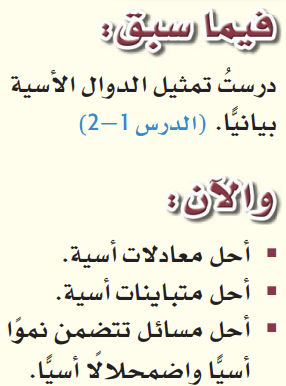 فيما سبق:
درستُ تمثيل الدوال الأسية
بيانيًّا. (الدرس 1–2)
والآن:
▪ أحل معادلات أسية.
▪ أحل متباينات أسية.
▪ أحل مسائل تتضمن نموًا
أسيًّا واضمحلالًا أسيًّا.